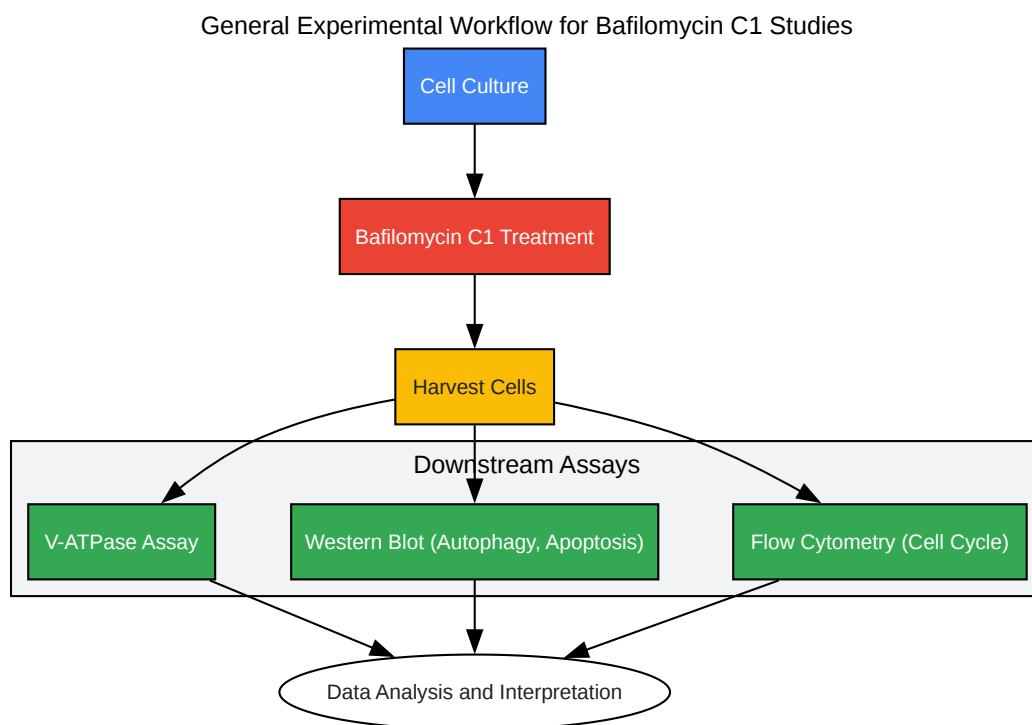 General Experimental Workflow for Bafilomycin C1 Studies
Cell Culture
Bafilomycin C1 Treatment
Harvest Cells
Downstream Assays
V-ATPase Assay
Western Blot (Autophagy, Apoptosis)
Flow Cytometry (Cell Cycle)
Data Analysis and Interpretation